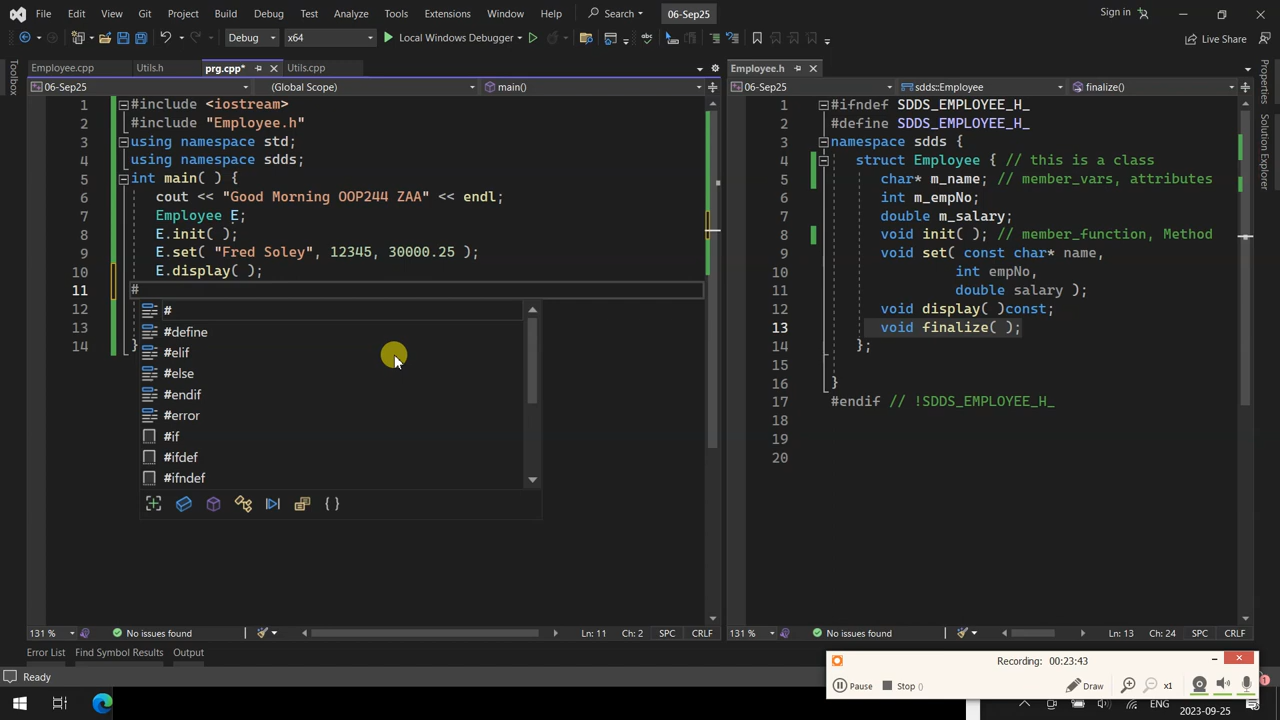 File Edit View Git Project Build Debug Test Analyze Tools Extensions Window Help Search 06-Sep25 Sign in
Debug x64 Local Windows Debugger Live Share
Toolbox
Employee.cpp Utils.h prg.cpp* Utils.cpp
06-Sep25 (Global Scope) main()
1 #include <iostream>
2 #include "Employee.h"
3 using namespace std;
4 using namespace sdds;
5 int main( ) {
6 cout << "Good Morning OOP244 ZAA" << endl;
7 Employee E;
8 E.init( );
9 E.set( "Fred Soley", 12345, 30000.25 );
10 E.display( );
11 #
12
13
14 }
#
#define
#elif
#else
#endif
#error
#if
#ifdef
#ifndef
131 % No issues found Ln: 11 Ch: 2 SPC CRLF
Employee.h
06-Sep25 sdds::Employee finalize()
1 #ifndef SDDS_EMPLOYEE_H_
2 #define SDDS_EMPLOYEE_H_
3 namespace sdds {
4 struct Employee { // this is a class
5 char* m_name; // member_vars, attributes
6 int m_empNo;
7 double m_salary;
8 void init( ); // member_function, Method
9 void set( const char* name,
10 int empNo,
11 double salary );
12 void display( )const;
13 void finalize( );
14 };
15
16 }
17 #endif // !SDDS_EMPLOYEE_H_
18
19
20
131 % No issues found Ln: 13 Ch: 24 SPC CRLF
Properties
Solution Explorer
Error List Find Symbol Results Output
Ready
Recording: 00:23:43
Pause Stop () Draw x1
1
ENG 7:55 AM
2023-09-25